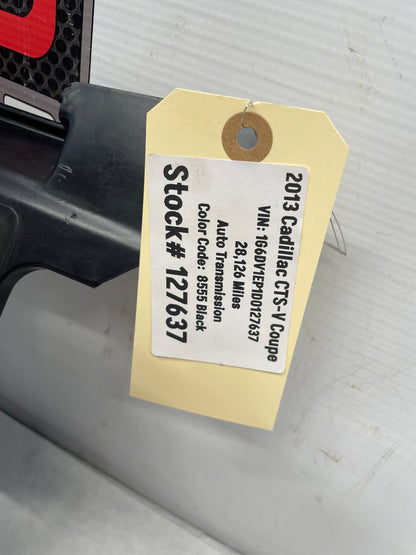 2013 Cadillac CTS-V Coupe
VIN: 1G6DV1EP1D0127637
28,126 Miles
Auto Transmission
Color Code: 8555 Black
Stock# 127637